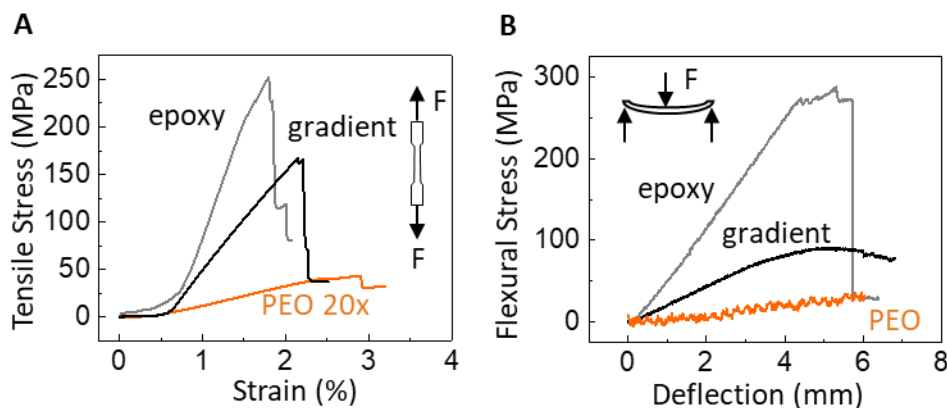 A
Tensile Stress (MPa)
250
200
150
100
50
0
epoxy
gradient
PEO 20x
F
F
0 1 2 3 4
Strain (%)
B
Flexural Stress (MPa)
300
200
100
0
F
epoxy
gradient
PEO
0 2 4 6 8
Deflection (mm)